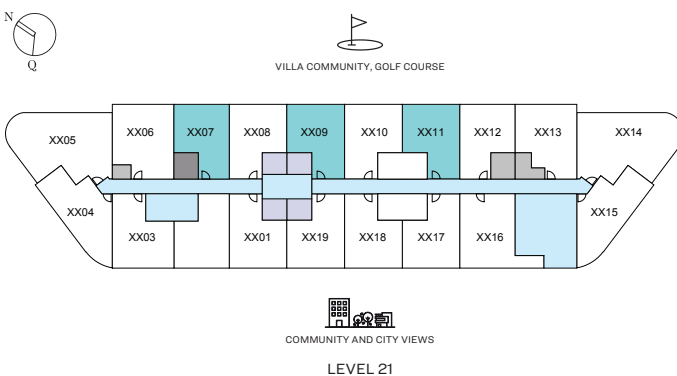 N
Q
VILLA COMMUNITY, GOLF COURSE
XX05
XX06
XX07
XX08
XX09
XX10
XX11
XX12
XX13
XX14
XX04
XX03
XX01
XX19
XX18
XX17
XX16
XX15
COMMUNITY AND CITY VIEWS
LEVEL 21